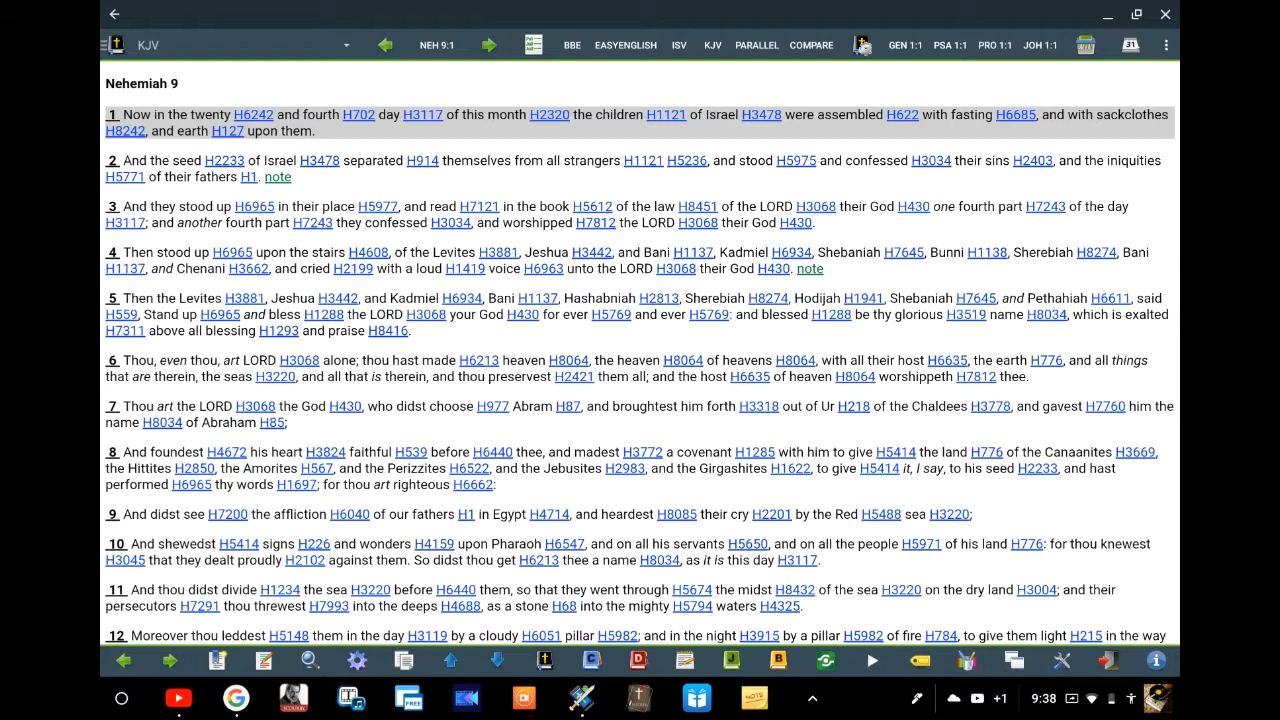 KJV NEH 9:1 BBE EASYENGLISH ISV KJV PARALLEL COMPARE GEN 1:1 PSA 1:1 PRO 1:1 JOH 1:1 31
Nehemiah 9
1 Now in the twenty H6242 and fourth H702 day H3117 of this month H2320 the children H1121 of Israel H3478 were assembled H622 with fasting H6685, and with sackclothes
H8242, and earth H127 upon them.
2 And the seed H2233 of Israel H3478 separated H914 themselves from all strangers H1121 H5236, and stood H5975 and confessed H3034 their sins H2403, and the iniquities
H5771 of their fathers H1. note
3 And they stood up H6965 in their place H5977, and read H7121 in the book H5612 of the law H8451 of the LORD H3068 their God H430 one fourth part H7243 of the day
H3117; and another fourth part H7243 they confessed H3034, and worshipped H7812 the LORD H3068 their God H430.
4 Then stood up H6965 upon the stairs H4608, of the Levites H3881, Jeshua H3442, and Bani H1137, Kadmiel H6934, Shebaniah H7645, Bunni H1138, Sherebiah H8274, Bani
H1137, and Chenani H3662, and cried H2199 with a loud H1419 voice H6963 unto the LORD H3068 their God H430. note
5 Then the Levites H3881, Jeshua H3442, and Kadmiel H6934, Bani H1137, Hashabniah H2813, Sherebiah H8274, Hodijah H1941, Shebaniah H7645, and Pethahiah H6611, said
H559, Stand up H6965 and bless H1288 the LORD H3068 your God H430 for ever H5769 and ever H5769: and blessed H1288 be thy glorious H3519 name H8034, which is exalted
H7311 above all blessing H1293 and praise H8416.
6 Thou, even thou, art LORD H3068 alone; thou hast made H6213 heaven H8064, the heaven H8064 of heavens H8064, with all their host H6635, the earth H776, and all things
that are therein, the seas H3220, and all that is therein, and thou preservest H2421 them all; and the host H6635 of heaven H8064 worshippeth H7812 thee.
7 Thou art the LORD H3068 the God H430, who didst choose H977 Abram H87, and broughtest him forth H3318 out of Ur H218 of the Chaldees H3778, and gavest H7760 him the
name H8034 of Abraham H85;
8 And foundest H4672 his heart H3824 faithful H539 before H6440 thee, and madest H3772 a covenant H1285 with him to give H5414 the land H776 of the Canaanites H3669,
the Hittites H2850, the Amorites H567, and the Perizzites H6522, and the Jebusites H2983, and the Girgashites H1622, to give H5414 it, I say, to his seed H2233, and hast
performed H6965 thy words H1697; for thou art righteous H6662:
9 And didst see H7200 the affliction H6040 of our fathers H1 in Egypt H4714, and heardest H8085 their cry H2201 by the Red H5488 sea H3220;
10 And shewedst H5414 signs H226 and wonders H4159 upon Pharaoh H6547, and on all his servants H5650, and on all the people H5971 of his land H776: for thou knewest
H3045 that they dealt proudly H2102 against them. So didst thou get H6213 thee a name H8034, as it is this day H3117.
11 And thou didst divide H1234 the sea H3220 before H6440 them, so that they went through H5674 the midst H8432 of the sea H3220 on the dry land H3004; and their
persecutors H7291 thou threwest H7993 into the deeps H4688, as a stone H68 into the mighty H5794 waters H4325.
12 Moreover thou leddest H5148 them in the day H3119 by a cloudy H6051 pillar H5982; and in the night H3915 by a pillar H5982 of fire H784, to give them light H215 in the way
C D J B
FREE NOTE +1 9:38